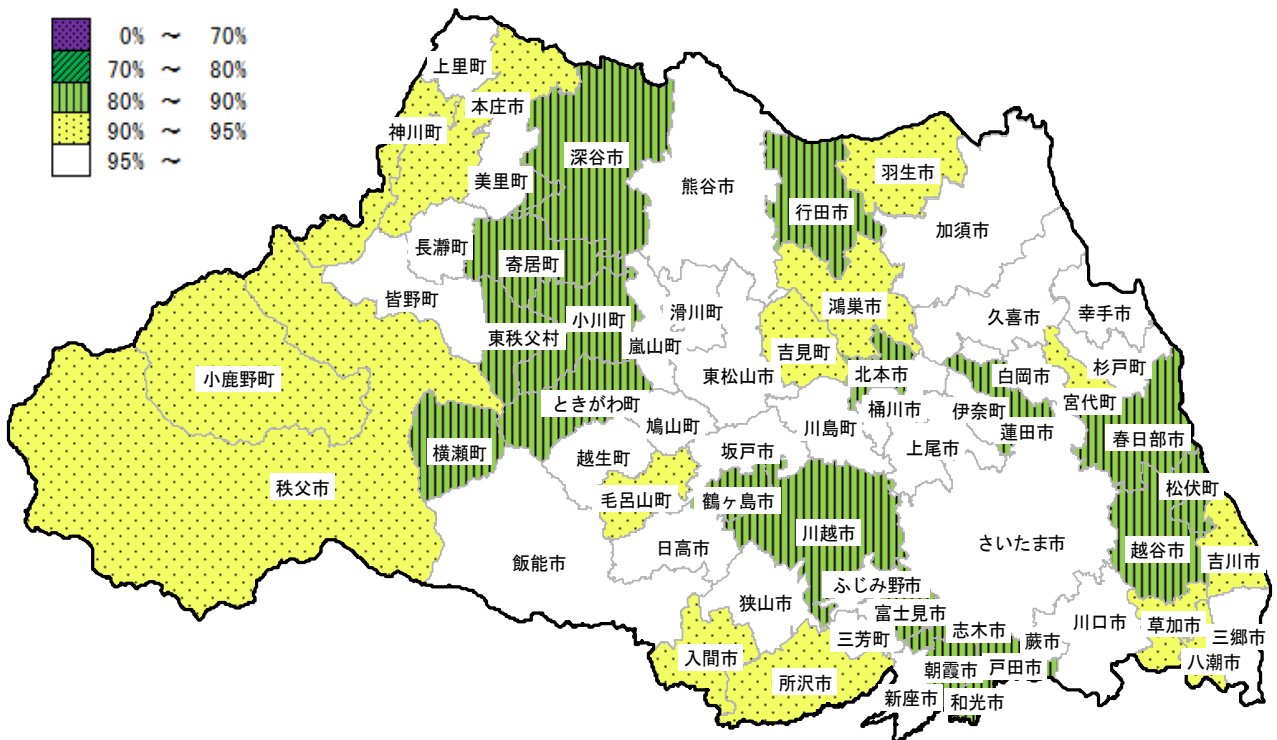 0% ～ 70%
70% ～ 80%
80% ～ 90%
90% ～ 95%
95% ～
上里町
本庄市
神川町
深谷市
美里町
熊谷市
羽生市
行田市
加須市
長瀞町
寄居町
皆野町
鴻巣市
滑川町
小川町
久喜市
幸手市
東秩父村
嵐山町
吉見町
杉戸町
小鹿野町
東松山市
北本市
白岡市
ときがわ町
桶川市
伊奈町
宮代町
鳩山町
川島町
蓮田市
春日部市
横瀬町
越生町
坂戸市
上尾市
秩父市
毛呂山町
鶴ヶ島市
松伏町
川越市
さいたま市
越谷市
吉川市
飯能市
日高市
ふじみ野市
狭山市
富士見市
志木市
川口市
草加市
三芳町
蕨市
三郷市
入間市
朝霞市
戸田市
八潮市
所沢市
新座市
和光市